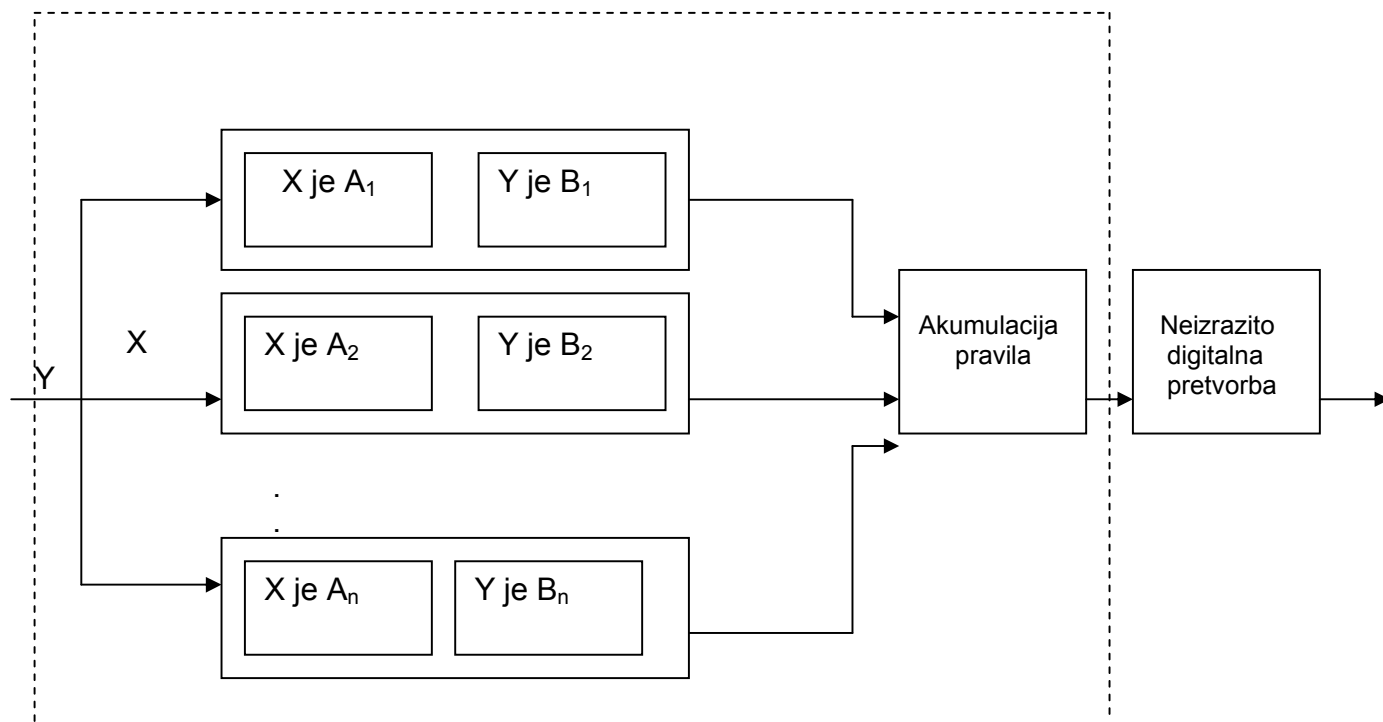 X je A₁
Y je B₁
X
Y
X je A₂
Y je B₂
Akumulacija
pravila
Neizrazito
digitalna
pretvorba
.
.
X je Aₙ
Y je Bₙ